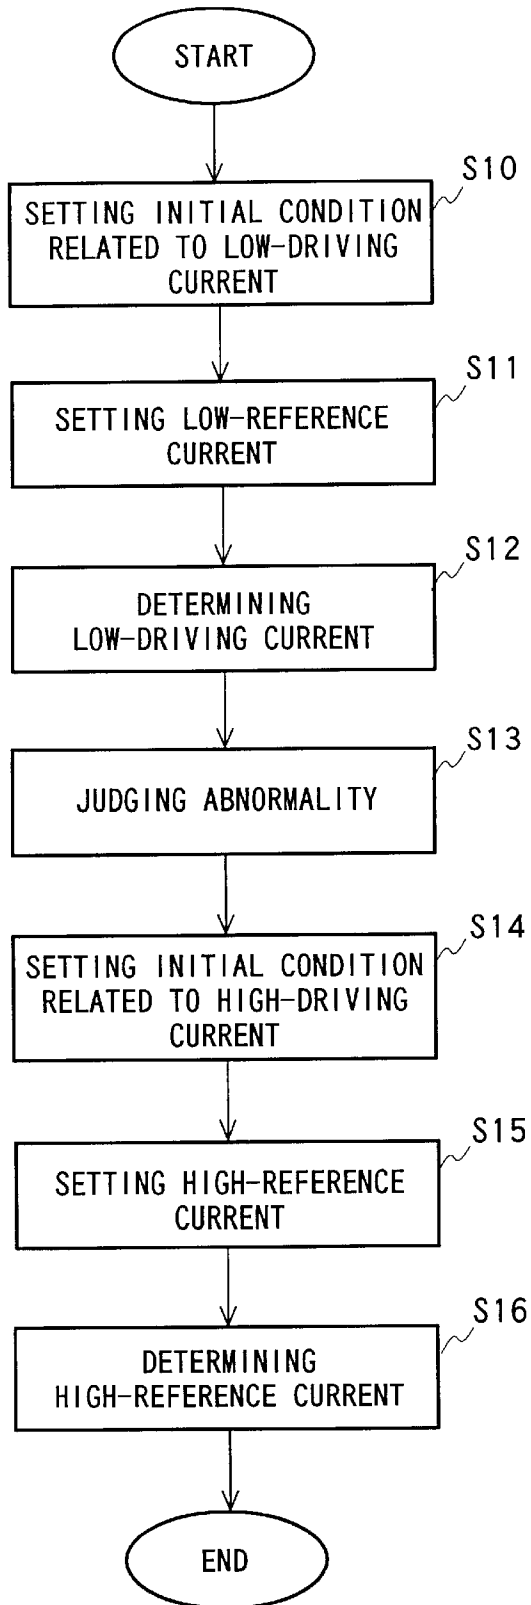 START
S10
SETTING INITIAL CONDITION
RELATED TO LOW-DRIVING
CURRENT
S11
SETTING LOW-REFERENCE
CURRENT
S12
DETERMINING
LOW-DRIVING CURRENT
S13
JUDGING ABNORMALITY
S14
SETTING INITIAL CONDITION
RELATED TO HIGH-DRIVING
CURRENT
S15
SETTING HIGH-REFERENCE
CURRENT
S16
DETERMINING
HIGH-REFERENCE CURRENT
END